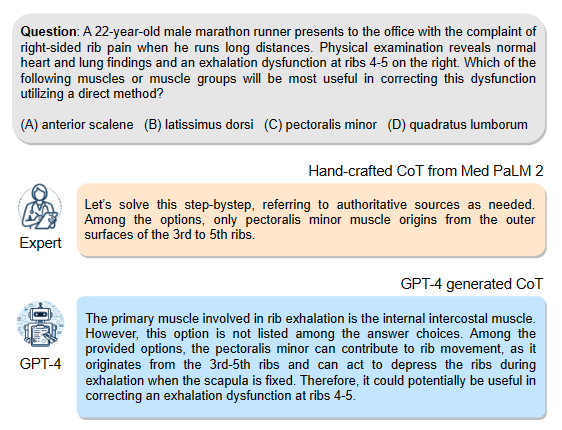 Question: A 22-year-old male marathon runner presents to the office with the complaint of
right-sided rib pain when he runs long distances. Physical examination reveals normal
heart and lung findings and an exhalation dysfunction at ribs 4-5 on the right. Which of the
following muscles or muscle groups will be most useful in correcting this dysfunction
utilizing a direct method?
(A) anterior scalene (B) latissimus dorsi (C) pectoralis minor (D) quadratus lumborum
Hand-crafted CoT from Med PaLM 2
Expert
Let's solve this step-bystep, referring to authoritative sources as needed.
Among the options, only pectoralis minor muscle origins from the outer
surfaces of the 3rd to 5th ribs.
GPT-4 generated CoT
GPT-4
The primary muscle involved in rib exhalation is the internal intercostal muscle.
However, this option is not listed among the answer choices. Among the
provided options, the pectoralis minor can contribute to rib movement, as it
originates from the 3rd-5th ribs and can act to depress the ribs during
exhalation when the scapula is fixed. Therefore, it could potentially be useful in
correcting an exhalation dysfunction at ribs 4-5.